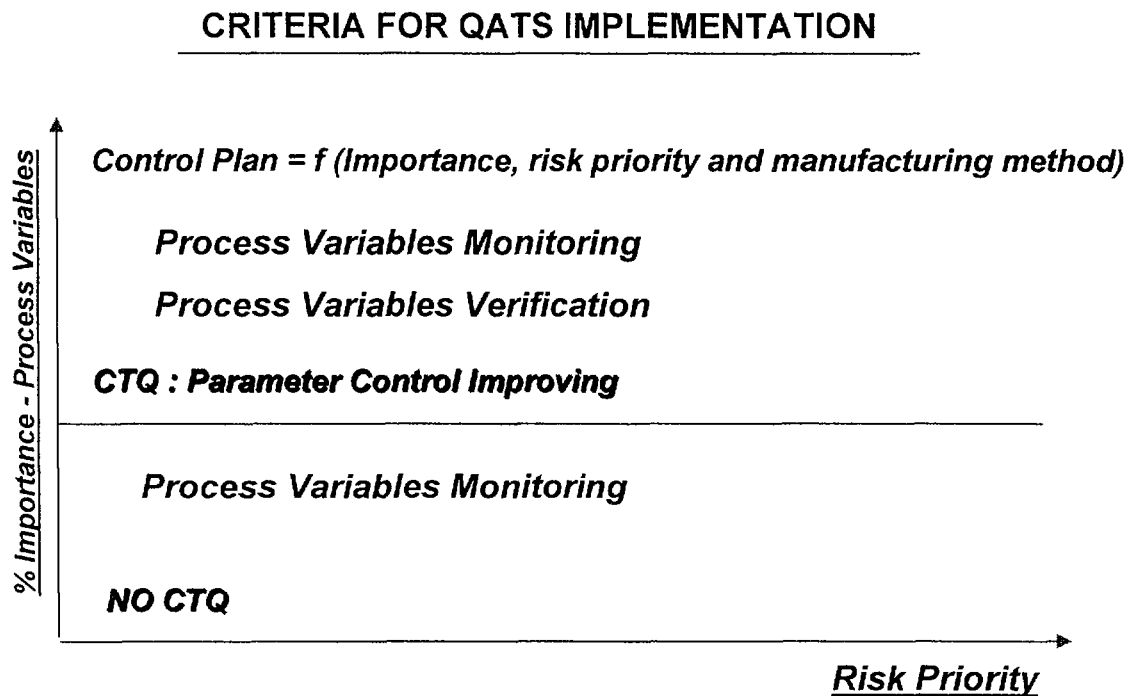 CRITERIA FOR QATS IMPLEMENTATION
% Importance - Process Variables
Control Plan = f (Importance, risk priority and manufacturing method)
Process Variables Monitoring
Process Variables Verification
CTQ : Parameter Control Improving
Process Variables Monitoring
NO CTQ
Risk Priority